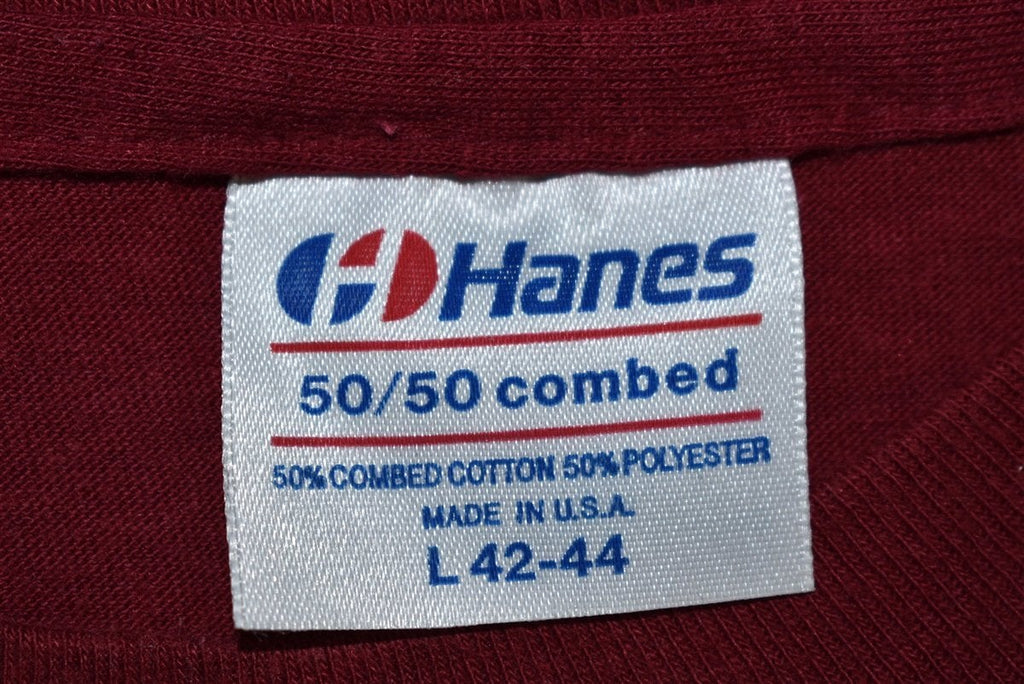 H Hanes
50/50 combed
50% COMBED COTTON 50% POLYESTER
MADE IN U.S.A.
L 42-44